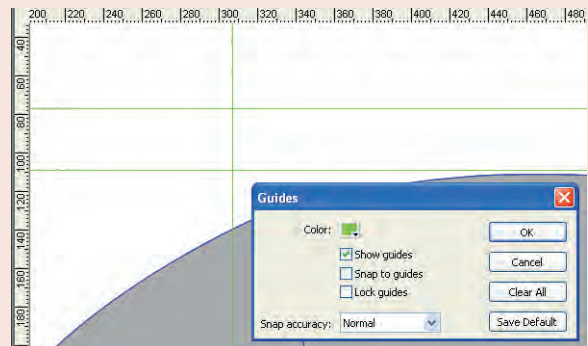 200 220 240 260 280 300 320 340 360 380 400 420 440 460 480
40
60
80
100
120
140
160
180
Guides
Color:
OK
Show guides
Snap to guides
Cancel
Lock guides
Clear All
Snap accuracy: Normal
Save Default